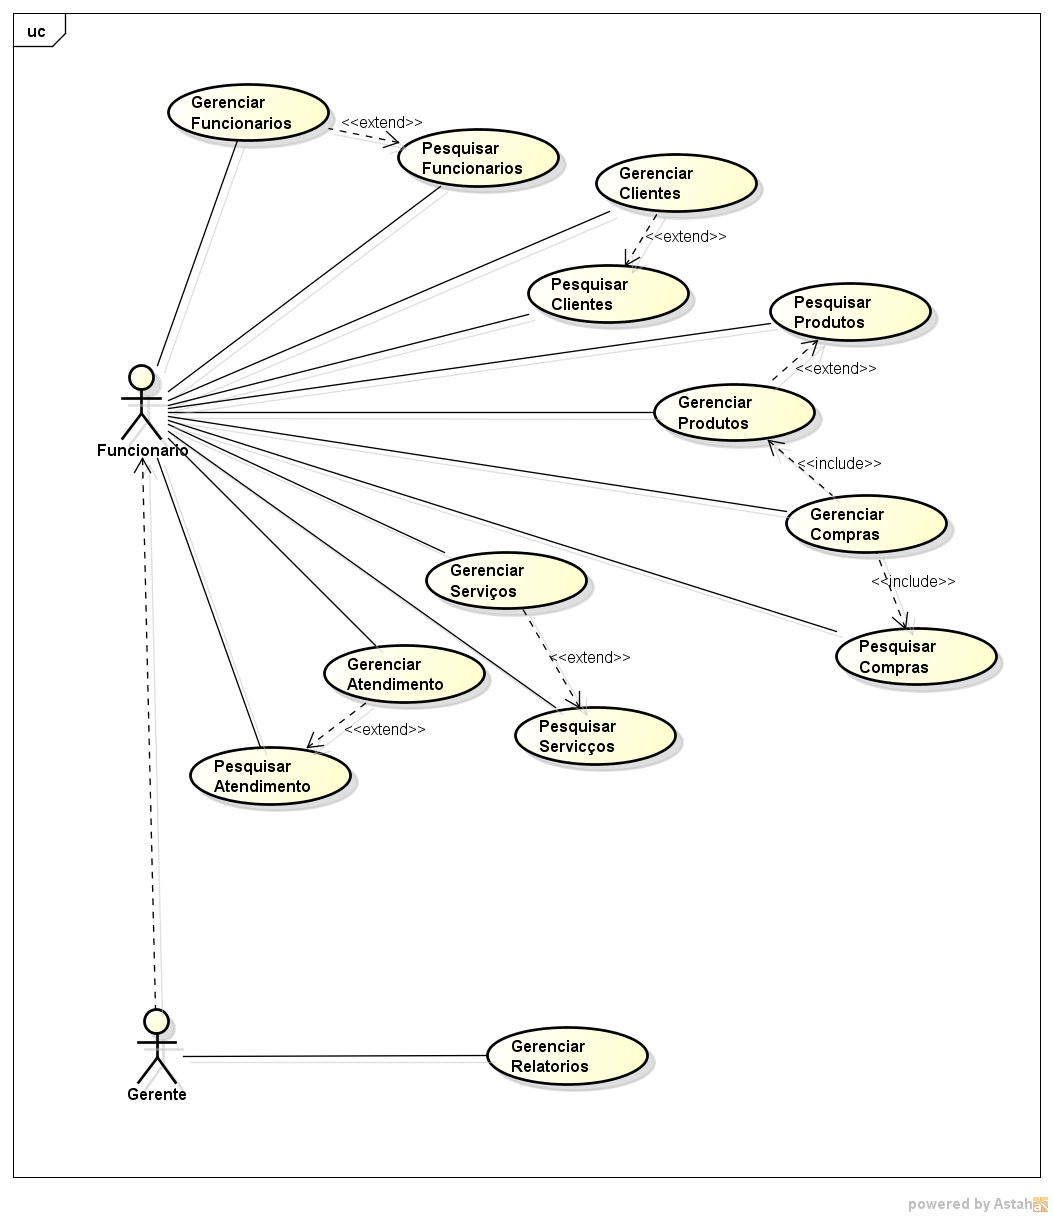 uc
Gerenciar
Funcionarios
<<extend>>
Pesquisar
Funcionarios
Gerenciar
Clientes
<<extend>>
Pesquisar
Clientes
Pesquisar
Produtos
<<extend>>
Gerenciar
Produtos
Funcionario
<<include>>
Gerenciar
Compras
Gerenciar
Serviços
<<include>>
Pesquisar
Compras
<<extend>>
Gerenciar
Atendimento
<<extend>>
Pesquisar
Servicços
Pesquisar
Atendimento
Gerente
Gerenciar
Relatorios
powered by Astah